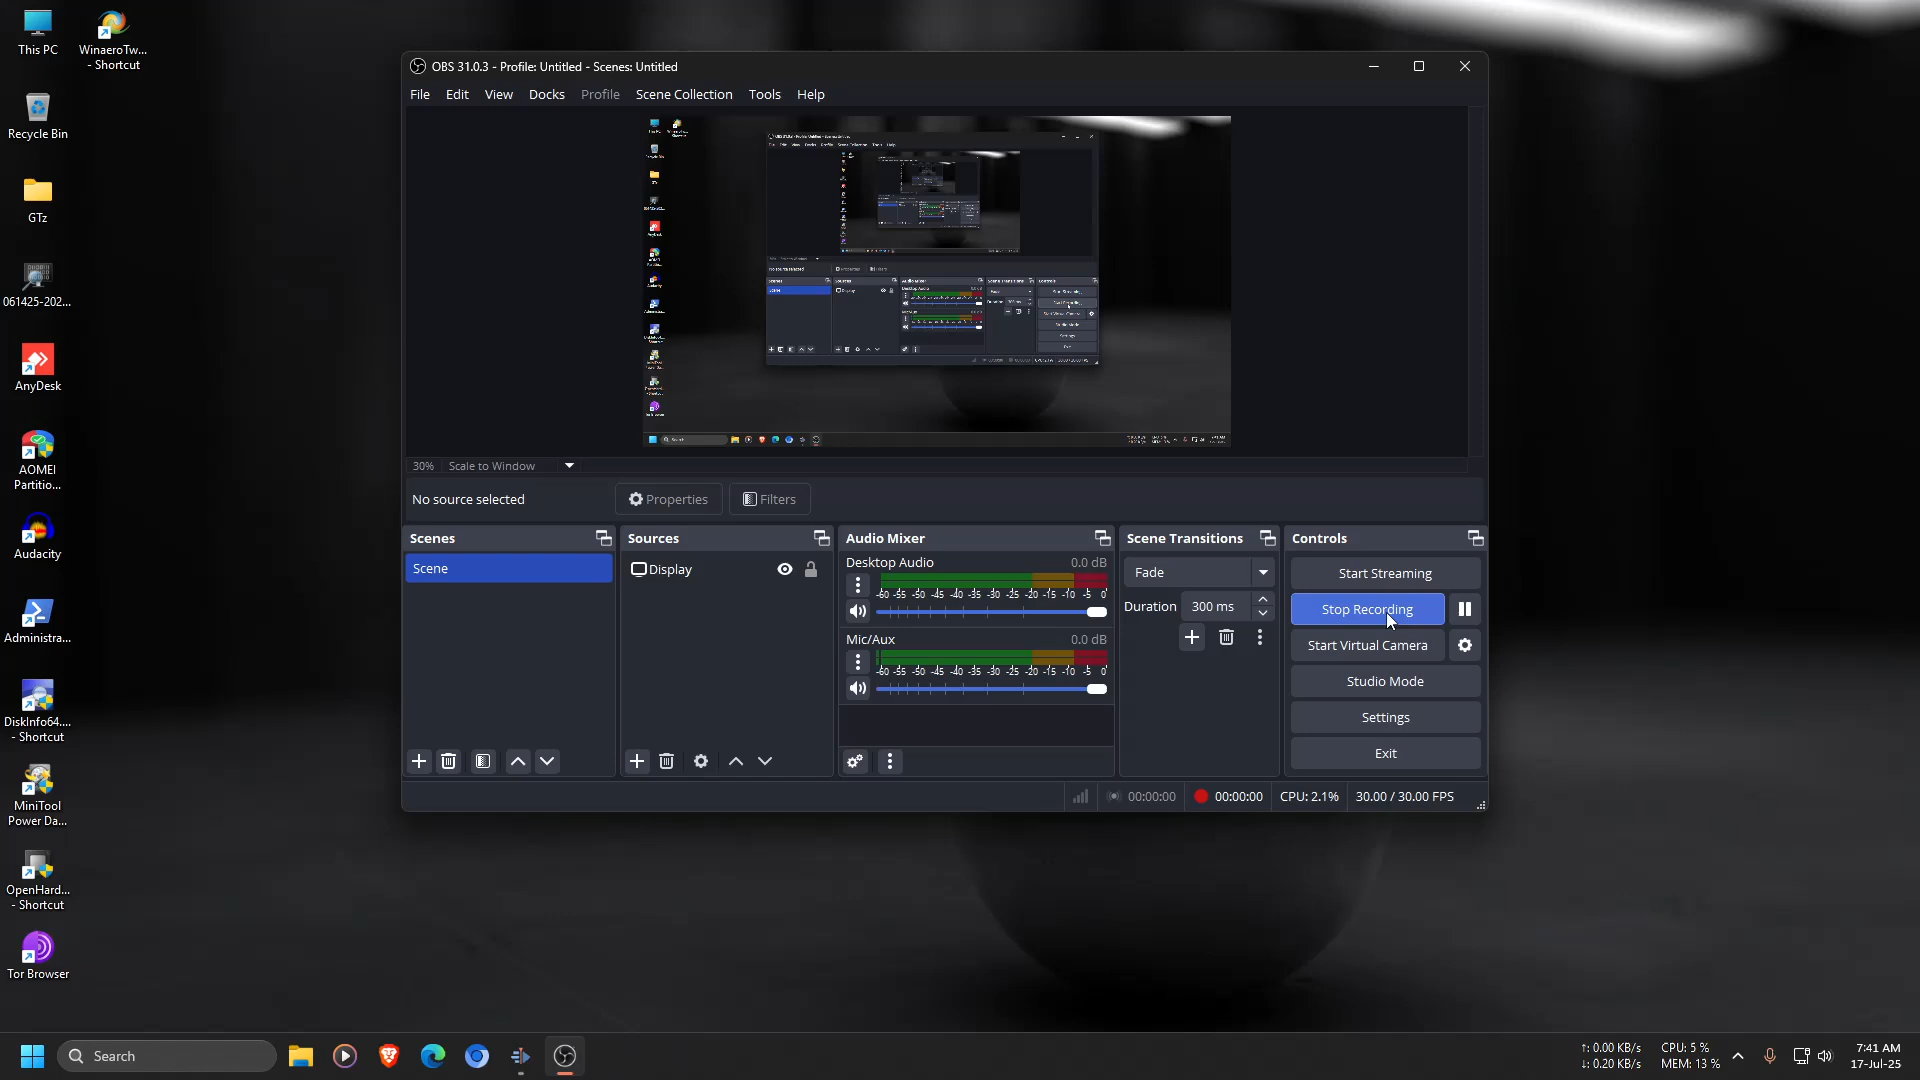 This PC
WinaeroTw...
- Shortcut
Recycle Bin
GTz
061425-202...
AnyDesk
AOMEI
Partitio...
Audacity
Administra...
DiskInfo64....
- Shortcut
MiniTool
Power Da...
OpenHard...
- Shortcut
Tor Browser
OBS 31.0.3 - Profile: Untitled - Scenes: Untitled
File Edit View Docks Profile Scene Collection Tools Help
30% Scale to Window
No source selected Properties Filters
Scenes
Scene
Sources
Display
Audio Mixer
Desktop Audio 0.0 dB
-60 -55 -50 -45 -40 -35 -30 -25 -20 -15 -10 -5 0
Mic/Aux 0.0 dB
-60 -55 -50 -45 -40 -35 -30 -25 -20 -15 -10 -5 0
Scene Transitions
Fade
Duration 300 ms
Controls
Start Streaming
Stop Recording
Start Virtual Camera
Studio Mode
Settings
Exit
00:00:00 00:00:00 CPU: 2.1% 30.00 / 30.00 FPS
Search
↑: 0.00 KB/s
↓: 0.20 KB/s
CPU: 5 %
MEM: 13 %
7:41 AM
17-Jul-25